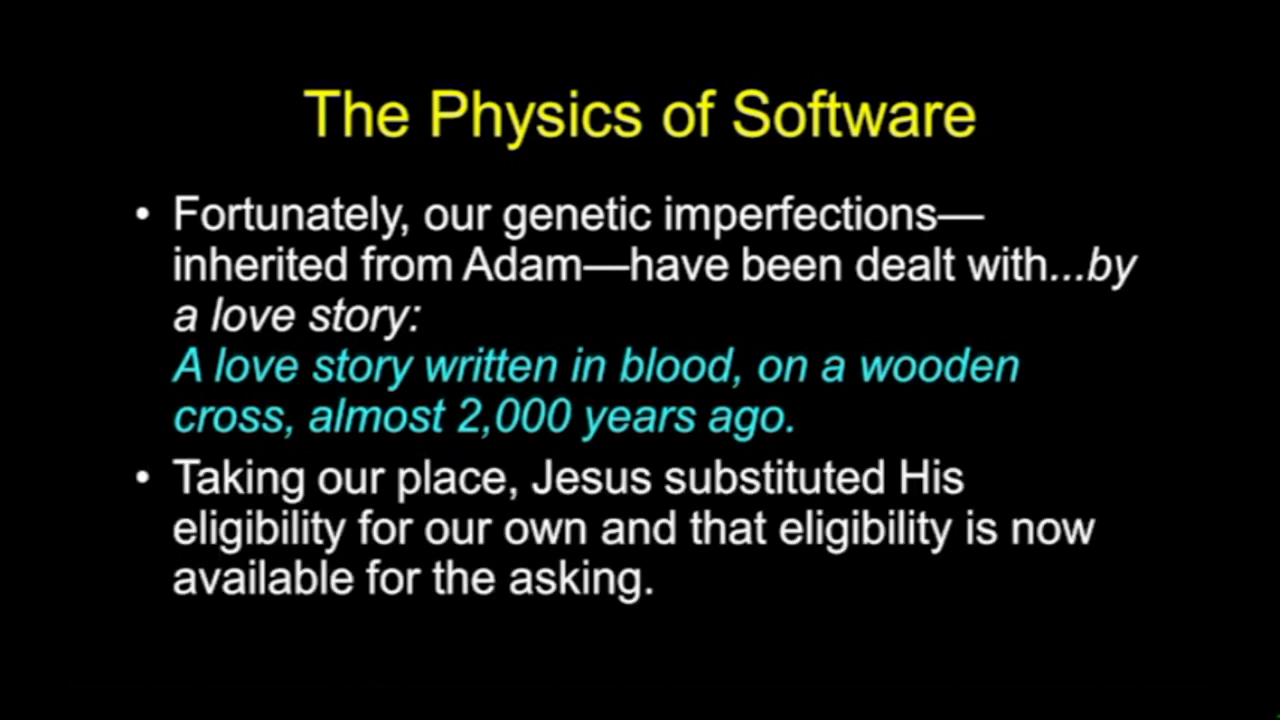 The Physics of Software
• Fortunately, our genetic imperfections—
inherited from Adam—have been dealt with...by
a love story:
A love story written in blood, on a wooden
cross, almost 2,000 years ago.
• Taking our place, Jesus substituted His
eligibility for our own and that eligibility is now
available for the asking.